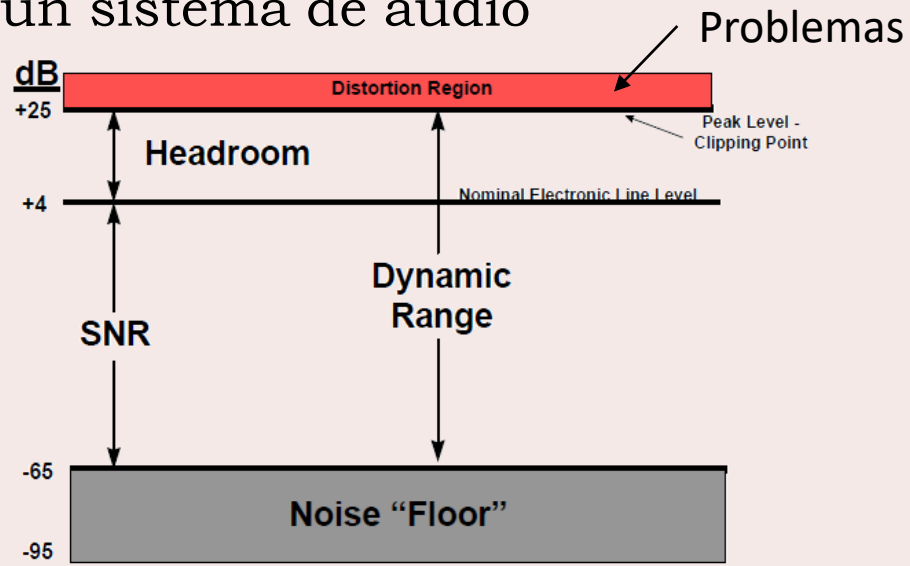 un sistema de audio
Problemas
dB
Distortion Region
+25
Peak Level -
Clipping Point
Headroom
+4
Nominal Electronic Line Level
Dynamic
Range
SNR
-65
Noise “Floor”
-95